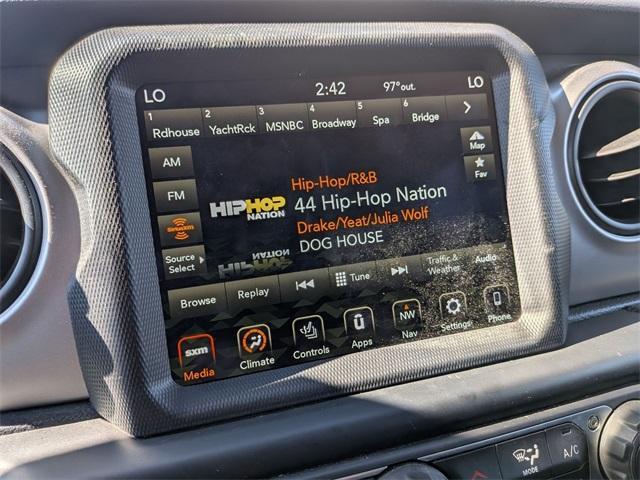 LO 2:42 97° out. LO
1 Rdhouse 2 YachtRck 3 MSNBC 4 Broadway 5 Spa 6 Bridge >
AM
Map
FM
Fav
SiriusXM
Source Select
HIPHOP NATION
Hip-Hop/R&B
44 Hip-Hop Nation
Drake/Yeat/Julia Wolf
DOG HOUSE
Browse Replay Tune Traffic & Weather Audio
sxm Media Climate Controls Apps NW Nav Settings Phone
MODE A/C